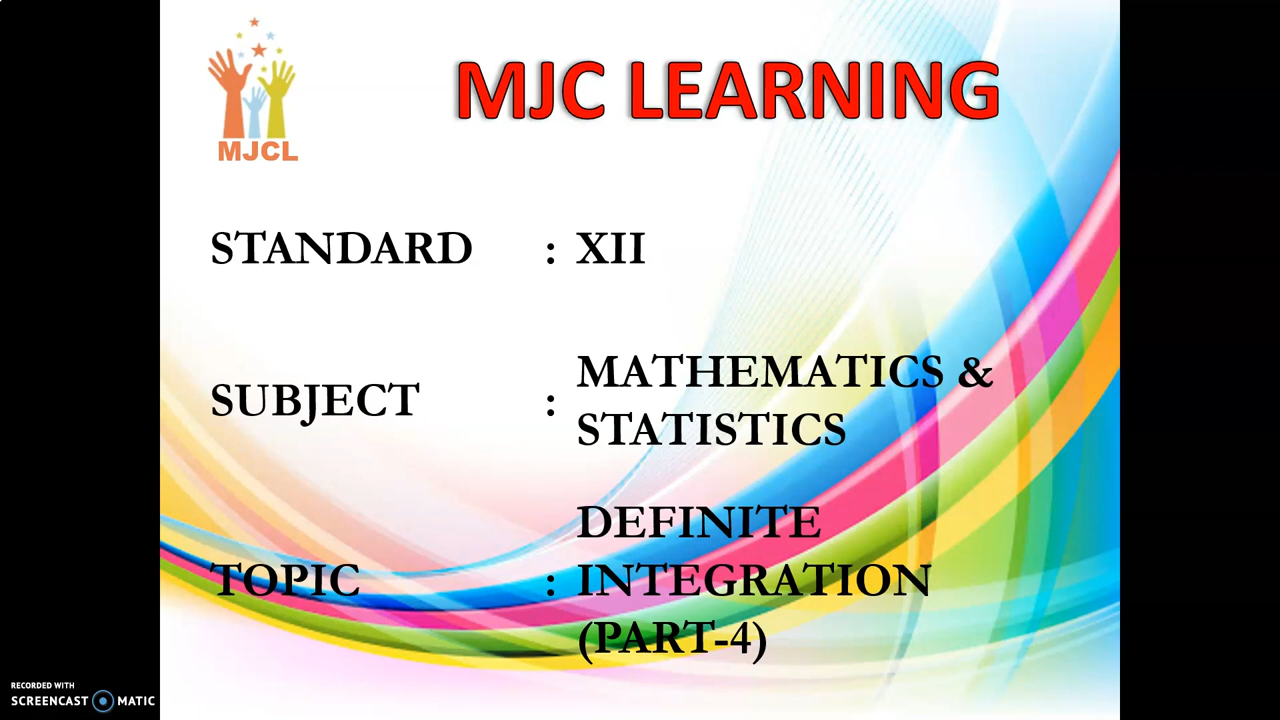 MJC LEARNING
MJCL
STANDARD : XII
SUBJECT : MATHEMATICS & STATISTICS
TOPIC : DEFINITE INTEGRATION (PART-4)
RECORDED WITH
SCREENCAST MATIC